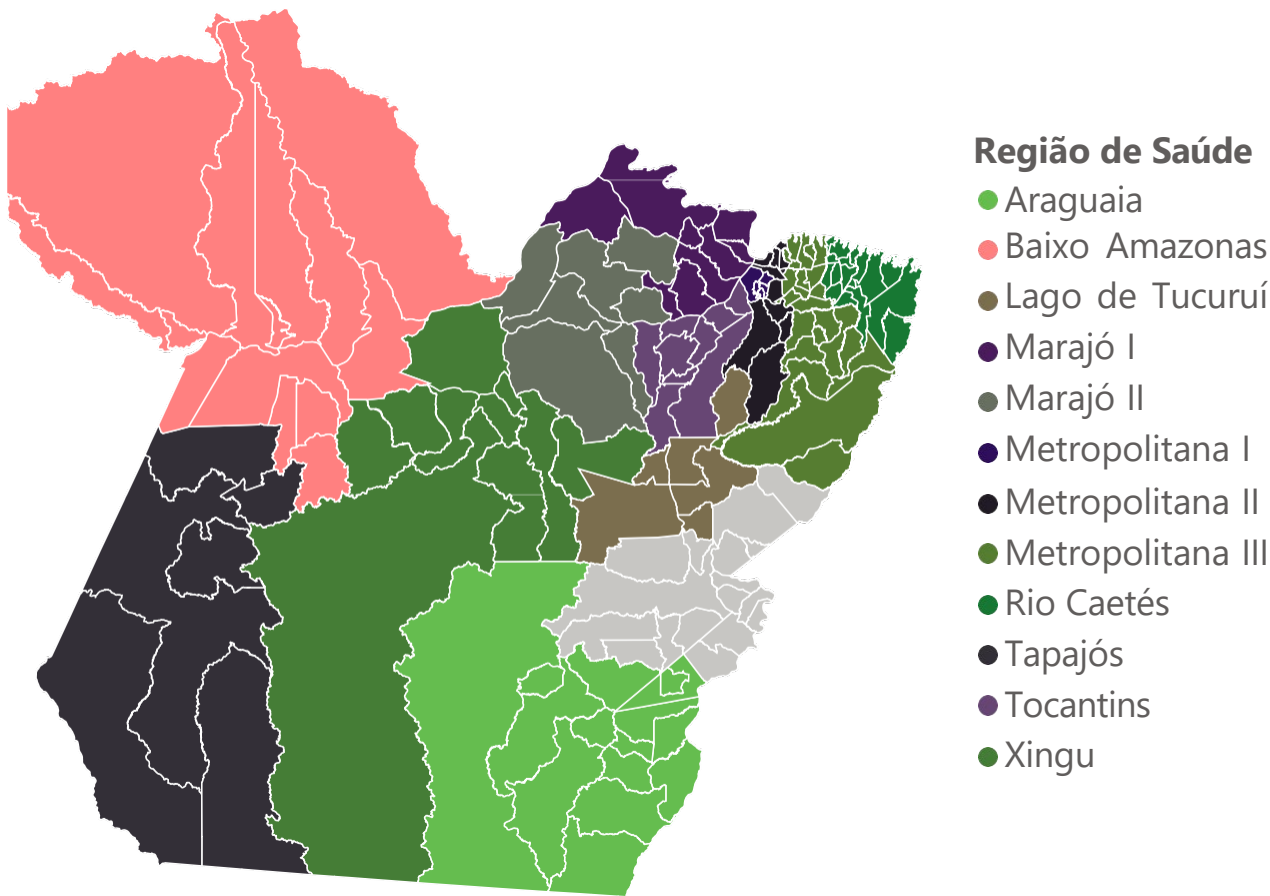 Região de Saúde
Araguaia
Baixo Amazonas
Lago de Tucuruí
Marajó I
Marajó II
Metropolitana I
Metropolitana II
Metropolitana III
Rio Caetés
Tapajós
Tocantins
Xingu